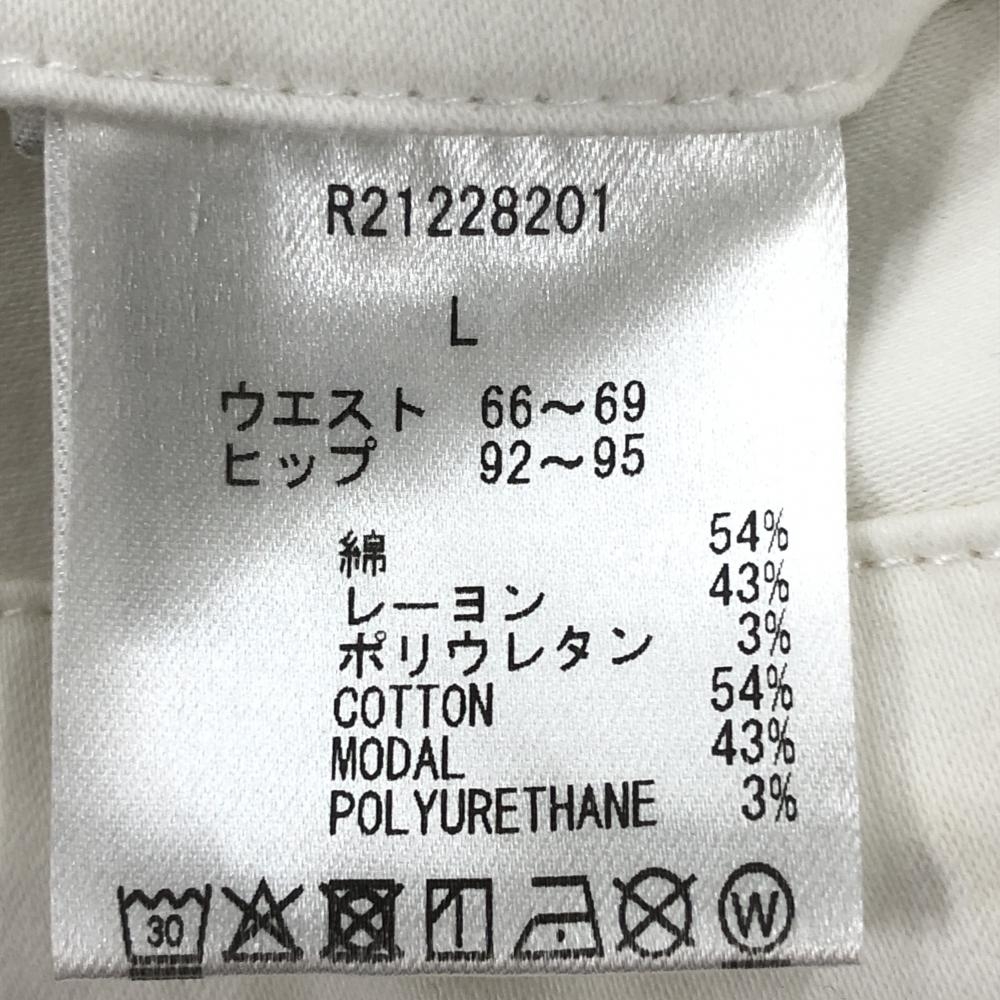 R21228201
L
ウエスト 66～69
ヒップ 92～95
綿 54%
レーヨン 43%
ポリウレタン 3%
COTTON 54%
MODAL 43%
POLYURETHANE 3%
30 W